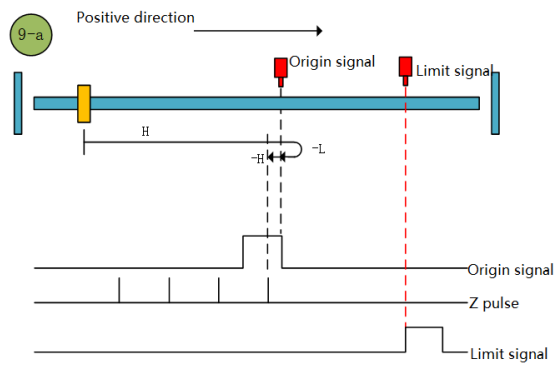 9-a
Positive direction
Origin signal
Limit signal
H
-L
-H
Origin signal
Z pulse
Limit signal